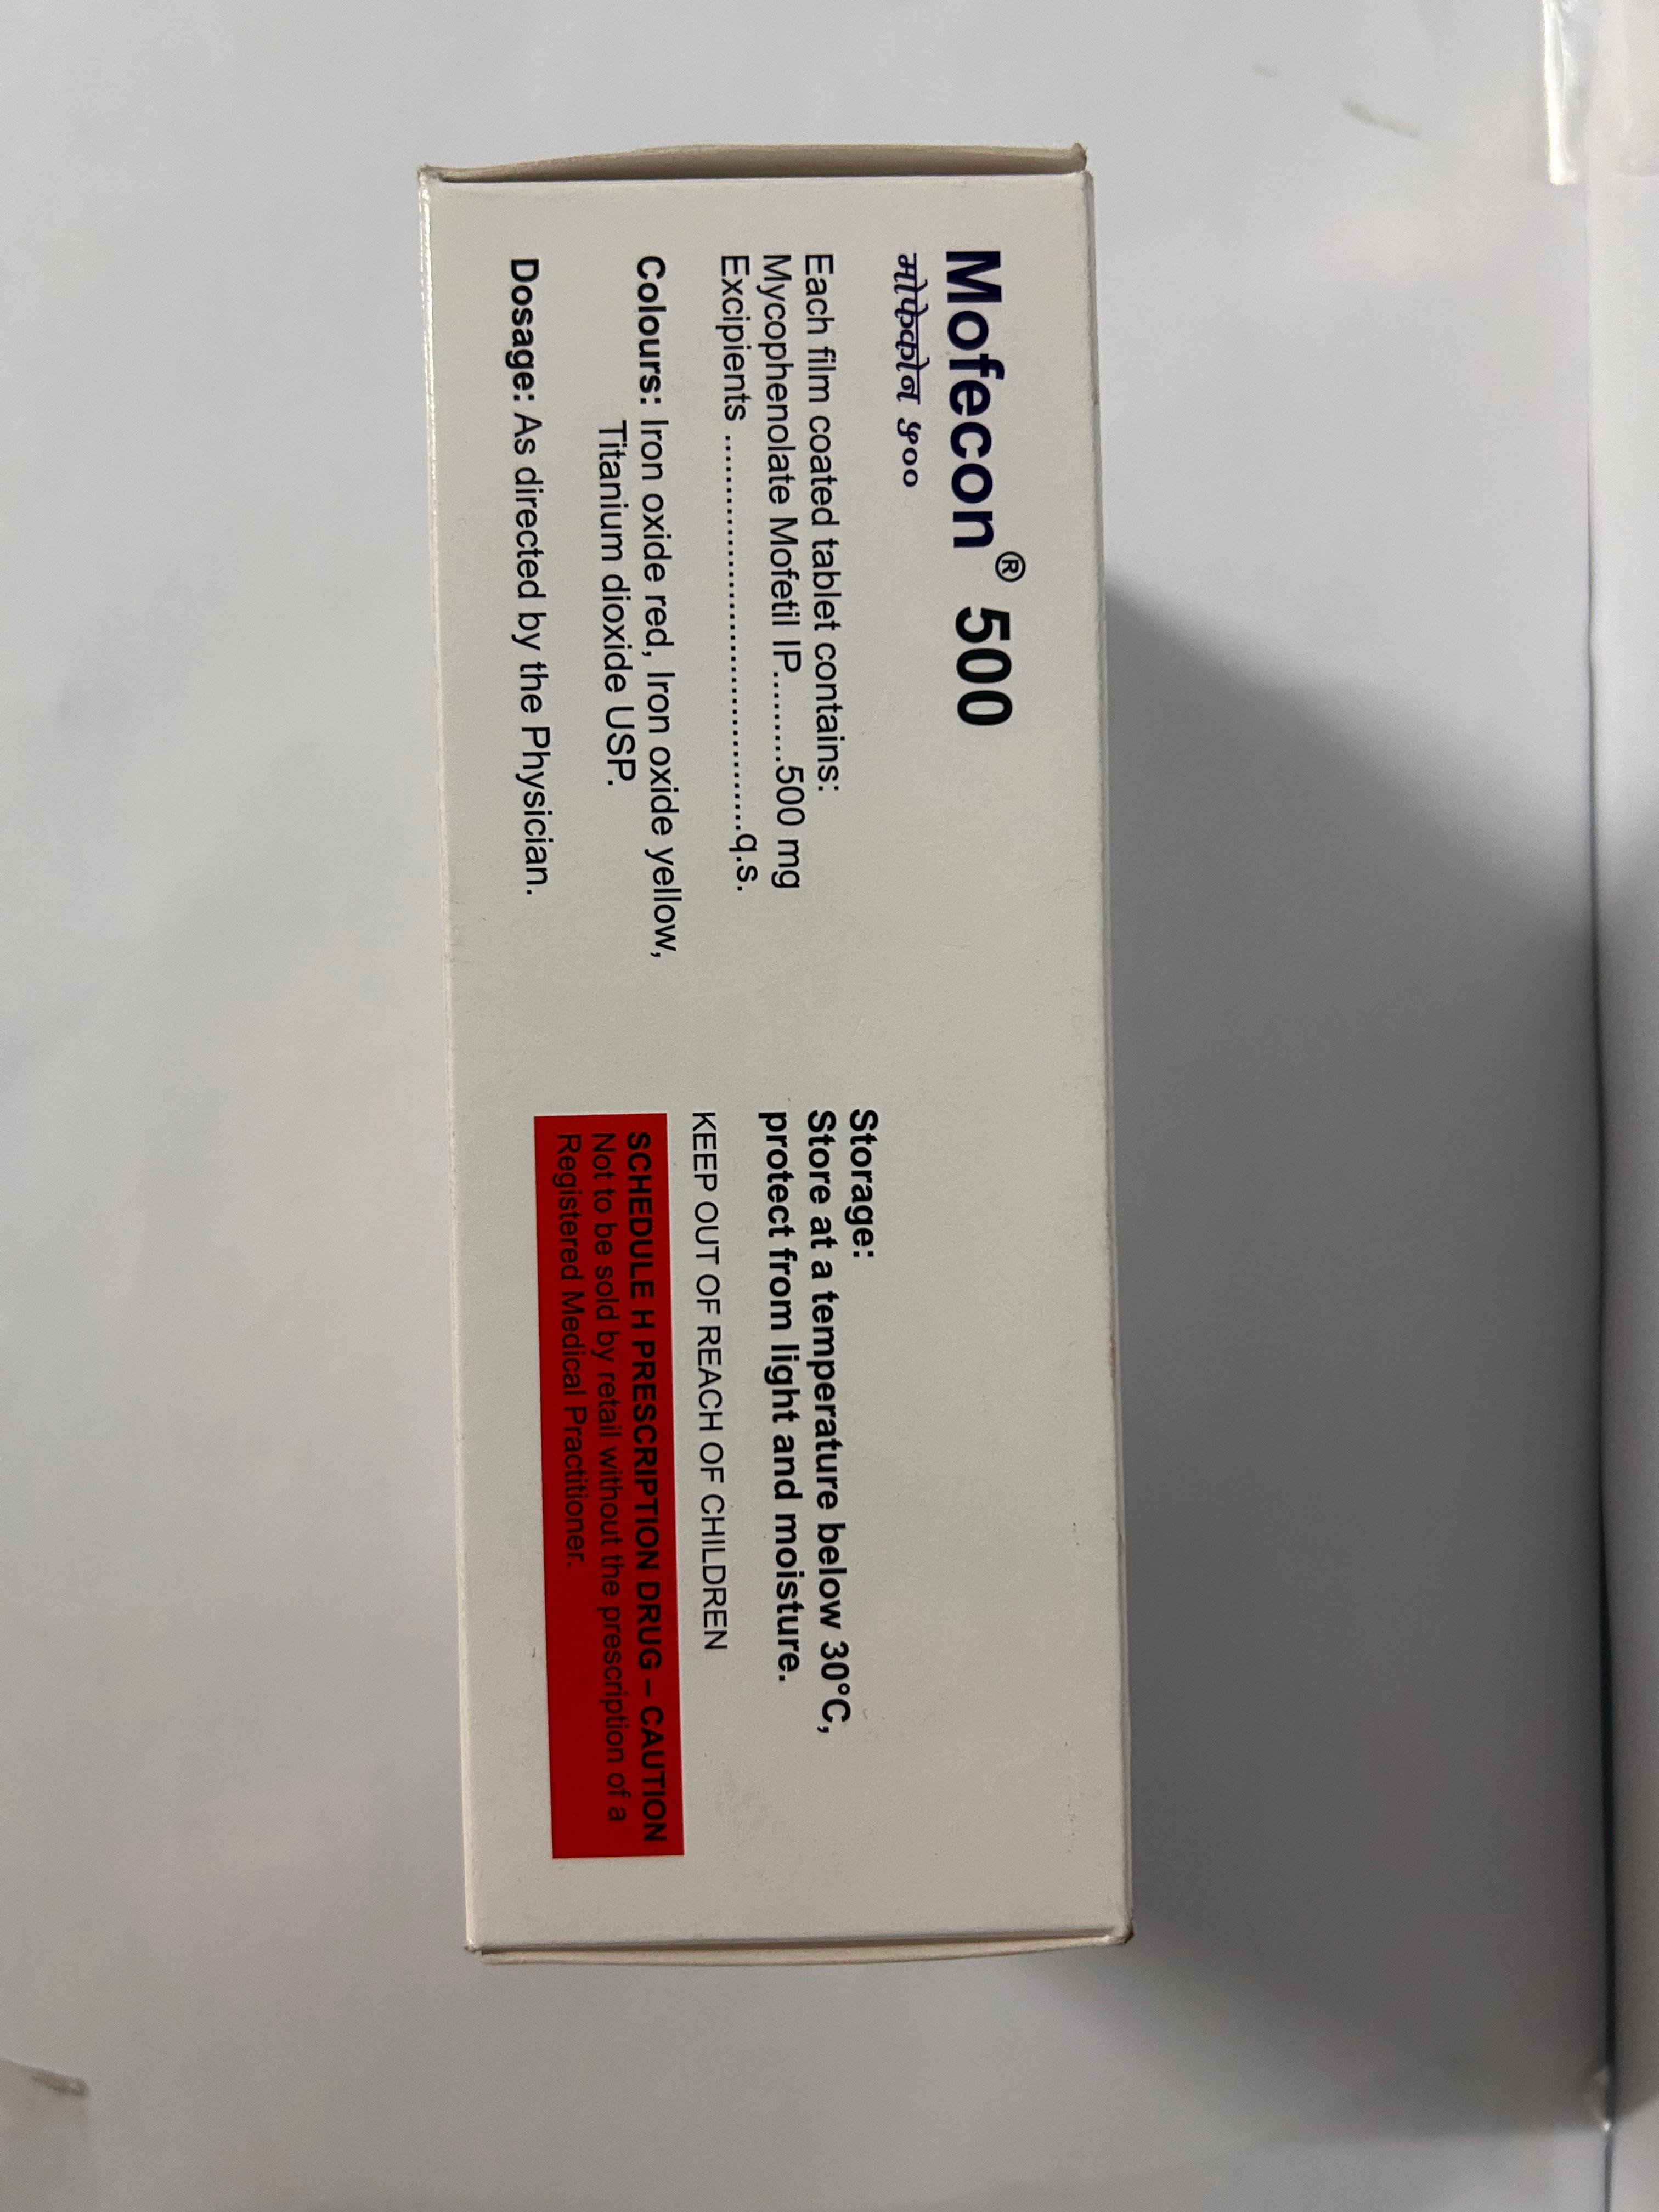 Mofecon® 500
मोफेकोन ५००
Each film coated tablet contains:
Mycophenolate Mofetil IP.........500 mg
Excipients .......................................q.s.
Colours: Iron oxide red, Iron oxide yellow,
Titanium dioxide USP.
Dosage: As directed by the Physician.
Storage:
Store at a temperature below 30°C,
protect from light and moisture.
KEEP OUT OF REACH OF CHILDREN
SCHEDULE H PRESCRIPTION DRUG – CAUTION
Not to be sold by retail without the prescription of a
Registered Medical Practitioner.